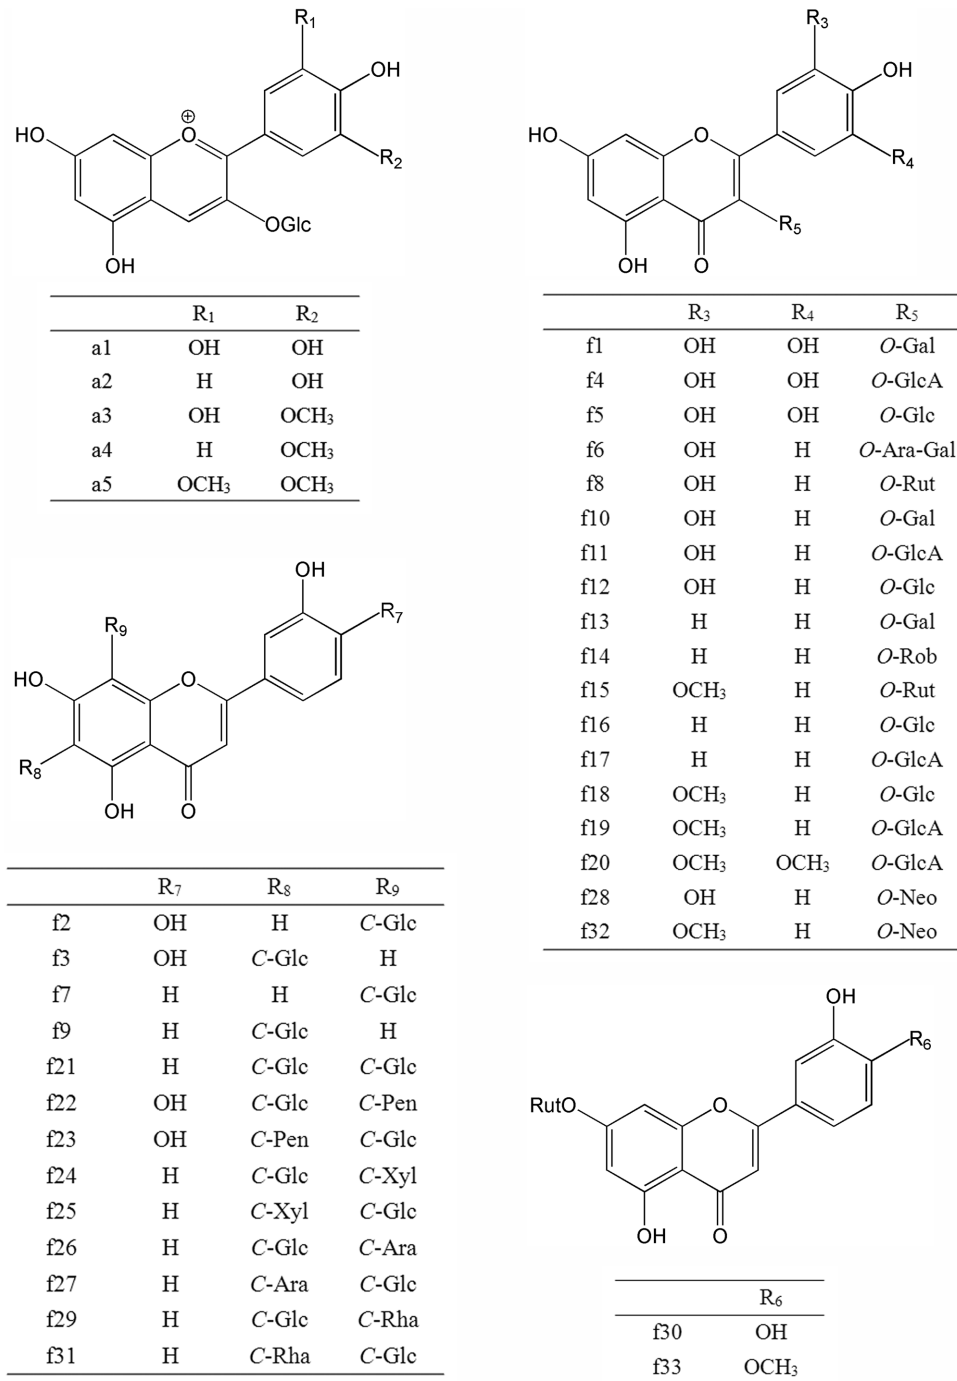 R₁
OH
HO
O
⊕
R₂
OGlc
OH
R₁ R₂
a1 OH OH
a2 H OH
a3 OH OCH₃
a4 H OCH₃
a5 OCH₃ OCH₃
R₃
OH
HO
O
R₄
R₅
OH
O
R₃ R₄ R₅
f1 OH OH O-Gal
f4 OH OH O-GlcA
f5 OH OH O-Glc
f6 OH H O-Ara-Gal
f8 OH H O-Rut
f10 OH H O-Gal
f11 OH H O-GlcA
f12 OH H O-Glc
f13 H H O-Gal
f14 H H O-Rob
f15 OCH₃ H O-Rut
f16 H H O-Glc
f17 H H O-GlcA
f18 OCH₃ H O-Glc
f19 OCH₃ H O-GlcA
f20 OCH₃ OCH₃ O-GlcA
f28 OH H O-Neo
f32 OCH₃ H O-Neo
OH
R₇
R₉
HO
O
R₈
OH
O
R₇ R₈ R₉
f2 OH H C-Glc
f3 OH C-Glc H
f7 H H C-Glc
f9 H C-Glc H
f21 H C-Glc C-Glc
f22 OH C-Glc C-Pen
f23 OH C-Pen C-Glc
f24 H C-Glc C-Xyl
f25 H C-Xyl C-Glc
f26 H C-Glc C-Ara
f27 H C-Ara C-Glc
f29 H C-Glc C-Rha
f31 H C-Rha C-Glc
OH
R₆
RutO
O
OH
O
R₆
f30 OH
f33 OCH₃